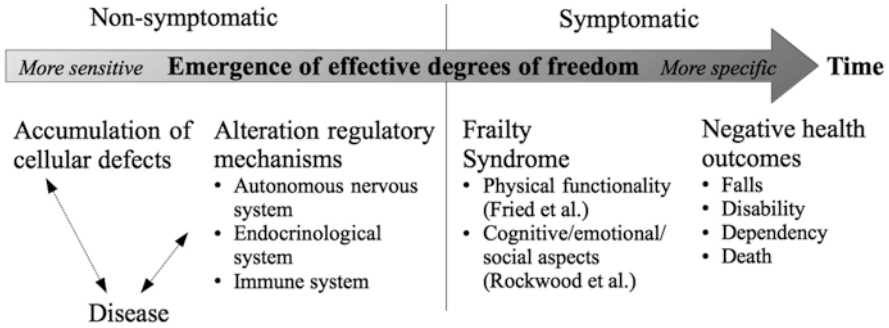 Non-symptomatic
Symptomatic
More sensitive Emergence of effective degrees of freedom More specific Time
Accumulation of
cellular defects
Alteration regulatory
mechanisms
• Autonomous nervous
system
• Endocrinological
system
• Immune system
Disease
Frailty
Syndrome
• Physical functionality
(Fried et al.)
• Cognitive/emotional/
social aspects
(Rockwood et al.)
Negative health
outcomes
• Falls
• Disability
• Dependency
• Death